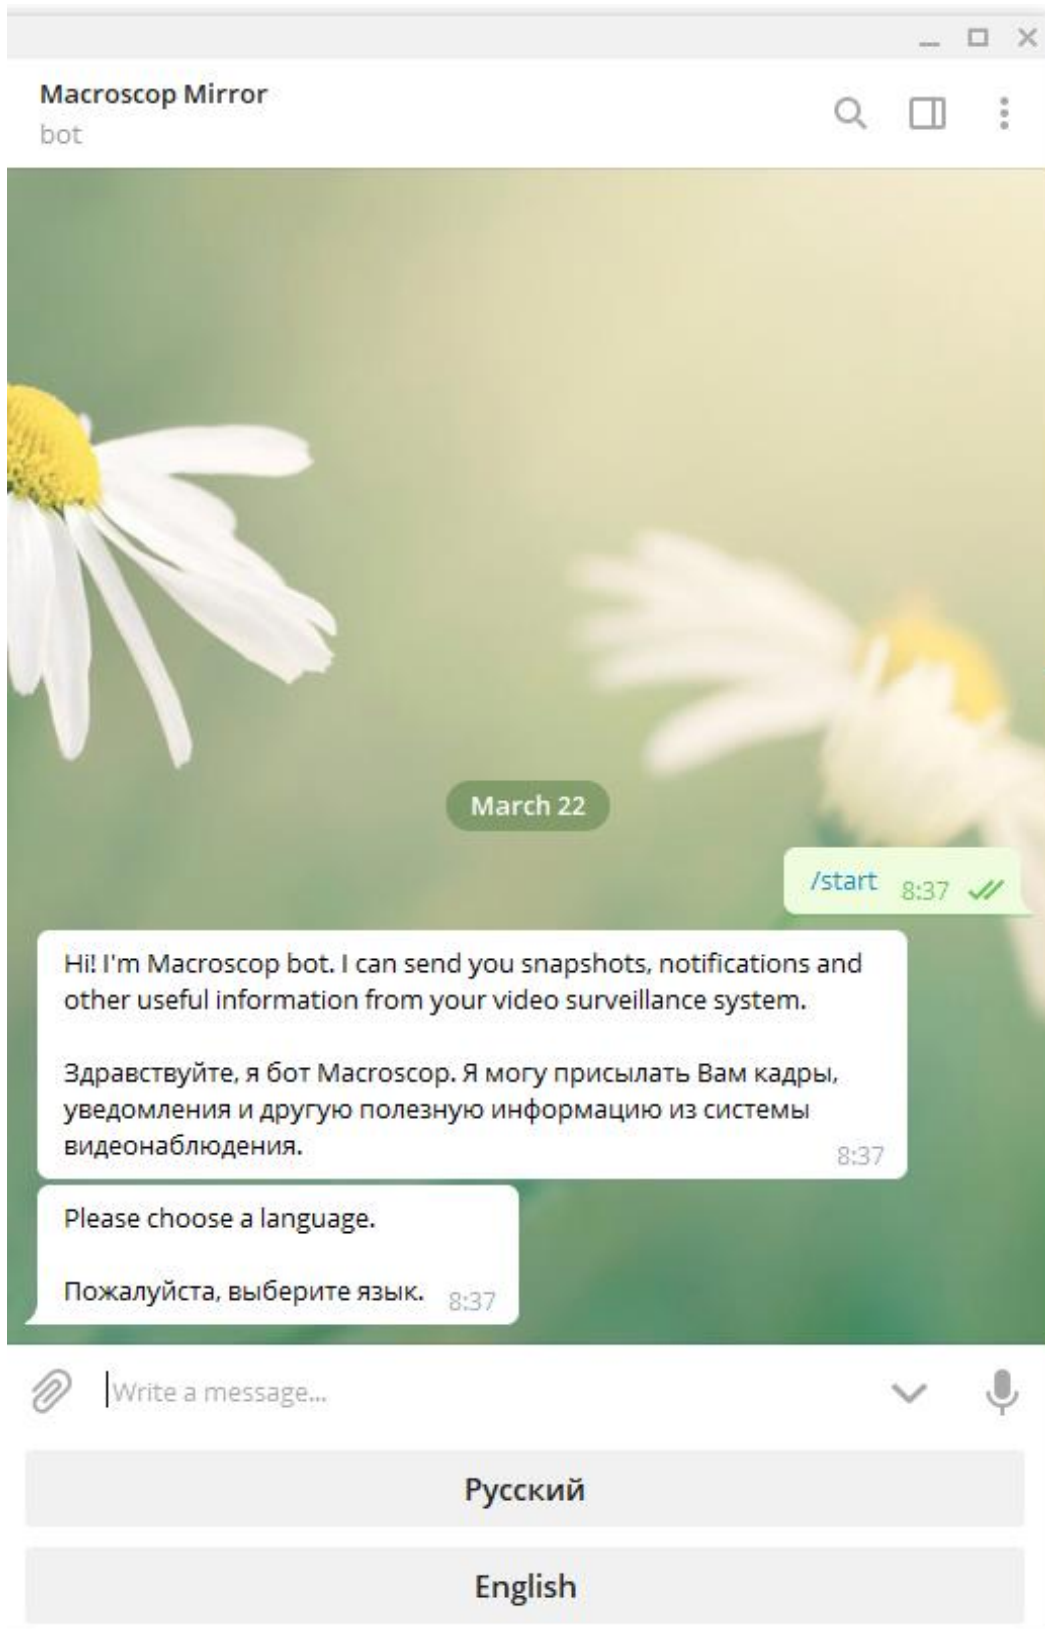 Macroscop Mirror
bot
March 22
/start 8:37
Hi! I'm Macroscop bot. I can send you snapshots, notifications and
other useful information from your video surveillance system.
Здравствуйте, я бот Macroscop. Я могу присылать Вам кадры,
уведомления и другую полезную информацию из системы
видеонаблюдения. 8:37
Please choose a language.
Пожалуйста, выберите язык. 8:37
Write a message...
Русский
English